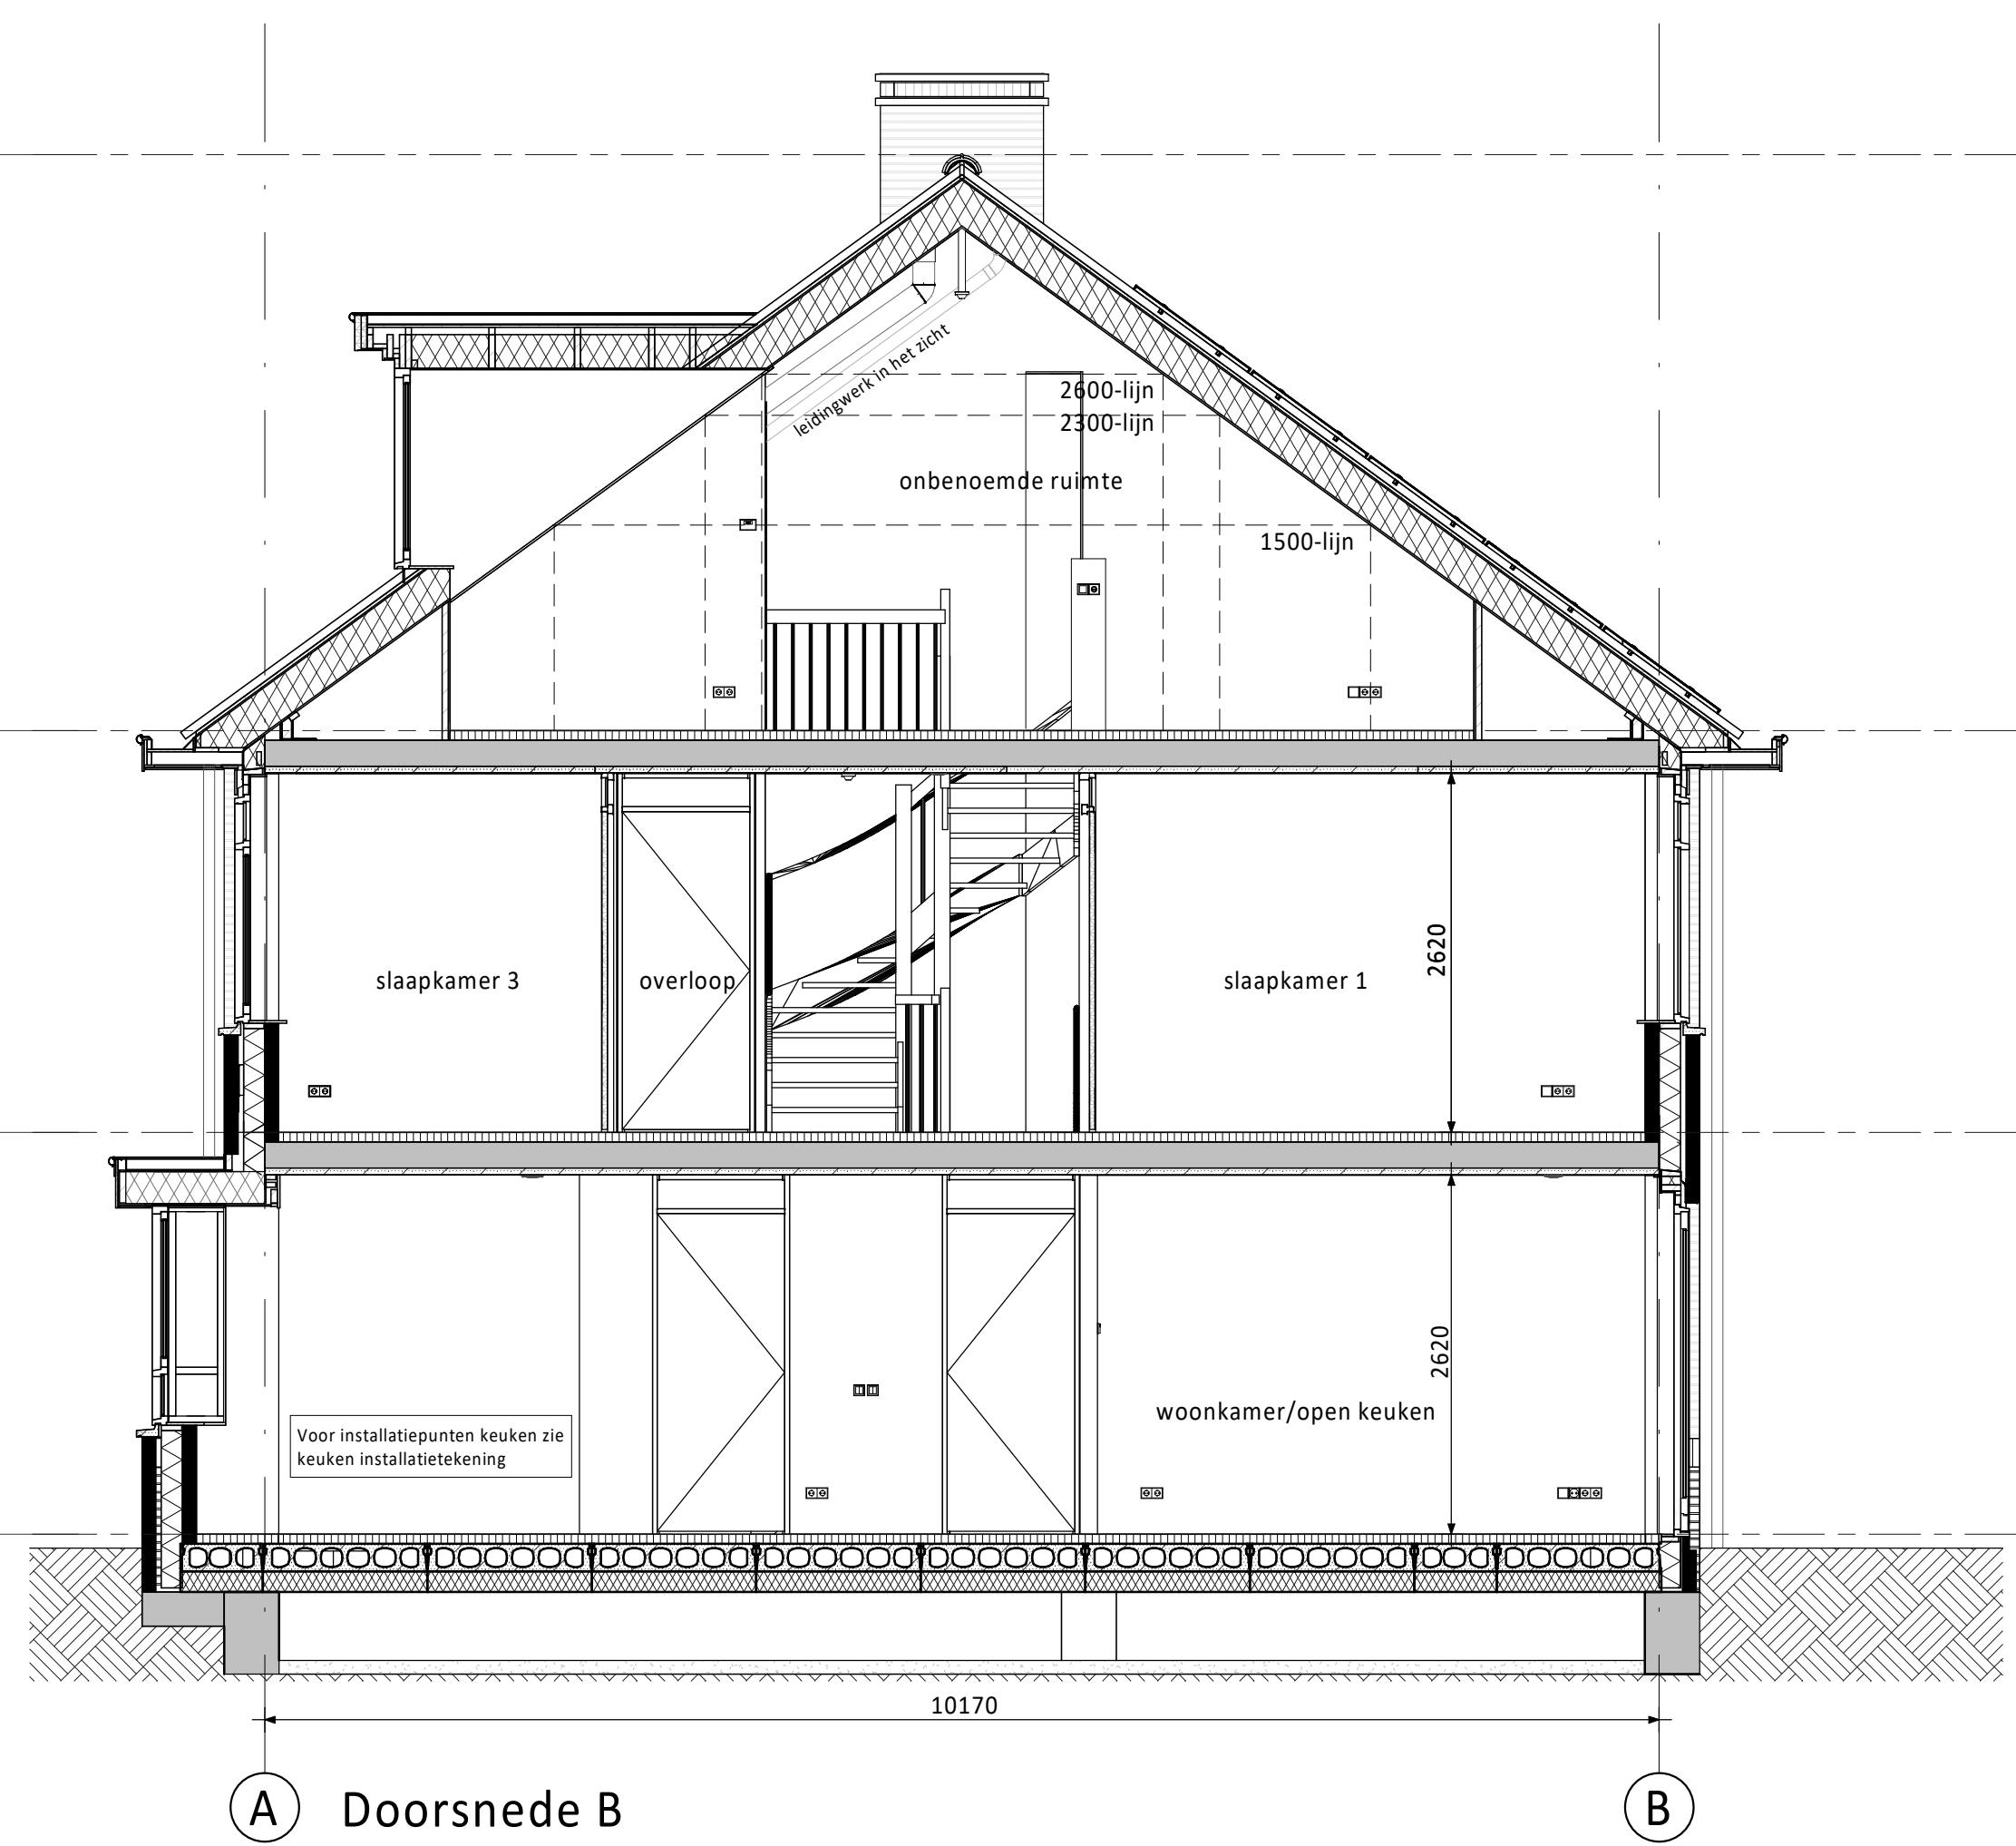 leidingwerk in het zicht
2600-lijn
2300-lijn
onbenoemde ruimte
1500-lijn
slaapkamer 3
overloop
slaapkamer 1
2620
2620
woonkamer/open keuken
Voor installatiepunten keuken zie
keuken installatietekening
10170
A
Doorsnede B
B